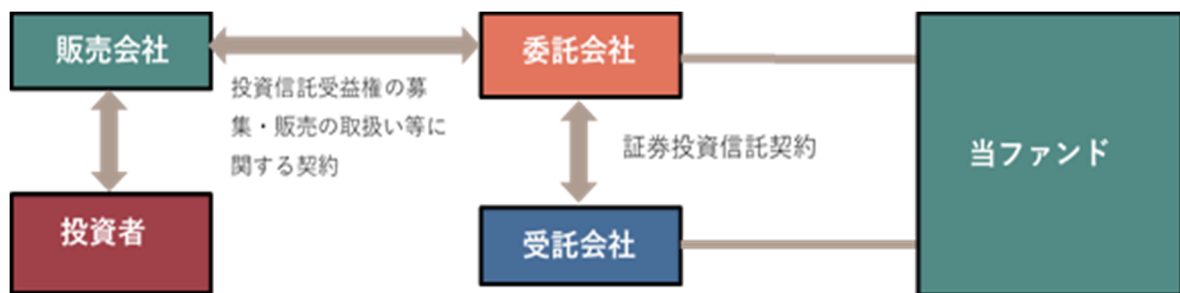 販売会社
投資信託受益権の募
集・販売の取扱い等に
関する契約
委託会社
証券投資信託契約
当ファンド
投資者
受託会社